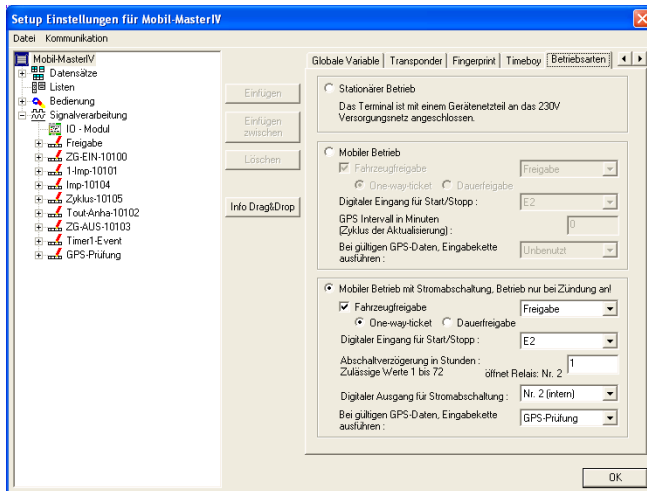 Setup Einstellungen für Mobil-MasterIV
Datei Kommunikation
Mobil-MasterIV
Datensätze
Listen
Bedienung
Signalverarbeitung
IO - Modul
Freigabe
ZG-EIN-10100
1-Imp-10101
Imp-10104
Zyklus-10105
Tout-Anha-10102
ZG-AUS-10103
Timer1-Event
GPS-Prüfung
Einfügen
Einfügen
zwischen
Löschen
Info Drag&Drop
Globale Variable Transponder Fingerprint Timeboy Betriebsarten
Stationärer Betrieb
Das Terminal ist mit einem Gerätenetzteil an das 230V
Versorgungsnetz angeschlossen.
Mobiler Betrieb
Fahrzeugfreigabe Freigabe
One-way-ticket Dauerfreigabe
Digitaler Eingang für Start/Stopp : E2
GPS Intervall in Minuten
(Zyklus der Aktualisierung) : 0
Bei gültigen GPS-Daten, Eingabekette
ausführen : Unbenutzt
Mobiler Betrieb mit Stromabschaltung, Betrieb nur bei Zündung an!
Fahrzeugfreigabe Freigabe
One-way-ticket Dauerfreigabe
Digitaler Eingang für Start/Stopp : E2
Abschaltverzögerung in Stunden :
Zulässige Werte 1 bis 72 öffnet Relais: Nr. 2 1
Digitaler Ausgang für Stromabschaltung : Nr. 2 (intern)
Bei gültigen GPS-Daten, Eingabekette
ausführen : GPS-Prüfung
OK